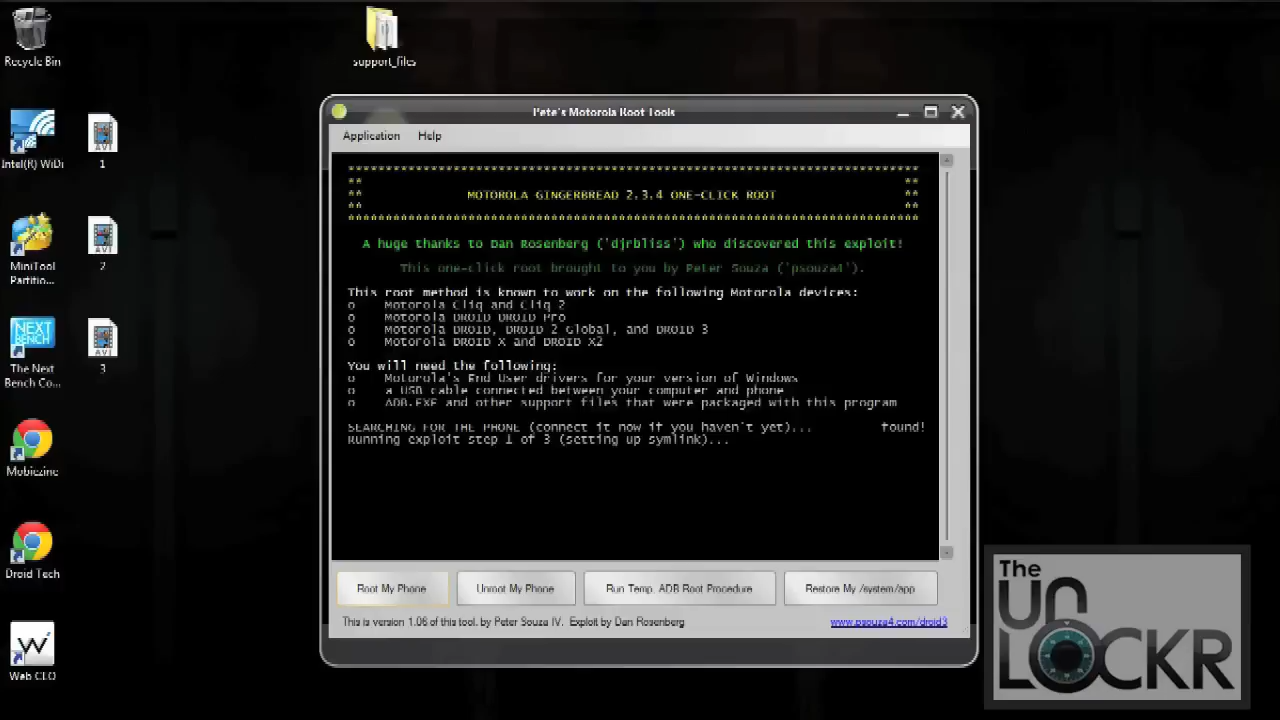 Recycle Bin
support_files
Intel(R) WiDi
1
MiniTool
Partitio...
2
NEXT
BENCH
The Next
Bench Co...
3
Mobiezine
Droid Tech
W
Web CEO
Pete's Motorola Root Tools
Application Help
**************************************************************************
** **
** MOTOROLA GINGERBREAD 2.3.4 ONE-CLICK ROOT **
** **
**************************************************************************
A huge thanks to Dan Rosenberg ('djrbliss') who discovered this exploit!
This one-click root brought to you by Peter Souza ('psouza4').
This root method is known to work on the following Motorola devices:
o Motorola Cliq and Cliq 2
o Motorola DROID DROID Pro
o Motorola DROID, DROID 2 Global, and DROID 3
o Motorola DROID X and DROID X2
You will need the following:
o Motorola's End User drivers for your version of Windows
o a USB cable connected between your computer and phone
o ADB.EXE and other support files that were packaged with this program
SEARCHING FOR THE PHONE (connect it now if you haven't yet)... found!
Running exploit step 1 of 3 (setting up symlink)...
Root My Phone Unroot My Phone Run Temp. ADB Root Procedure Restore My /system/app
This is version 1.06 of this tool. by Peter Souza IV. Exploit by Dan Rosenberg www.psouza4.com/droid3
The
UN
LOCKR